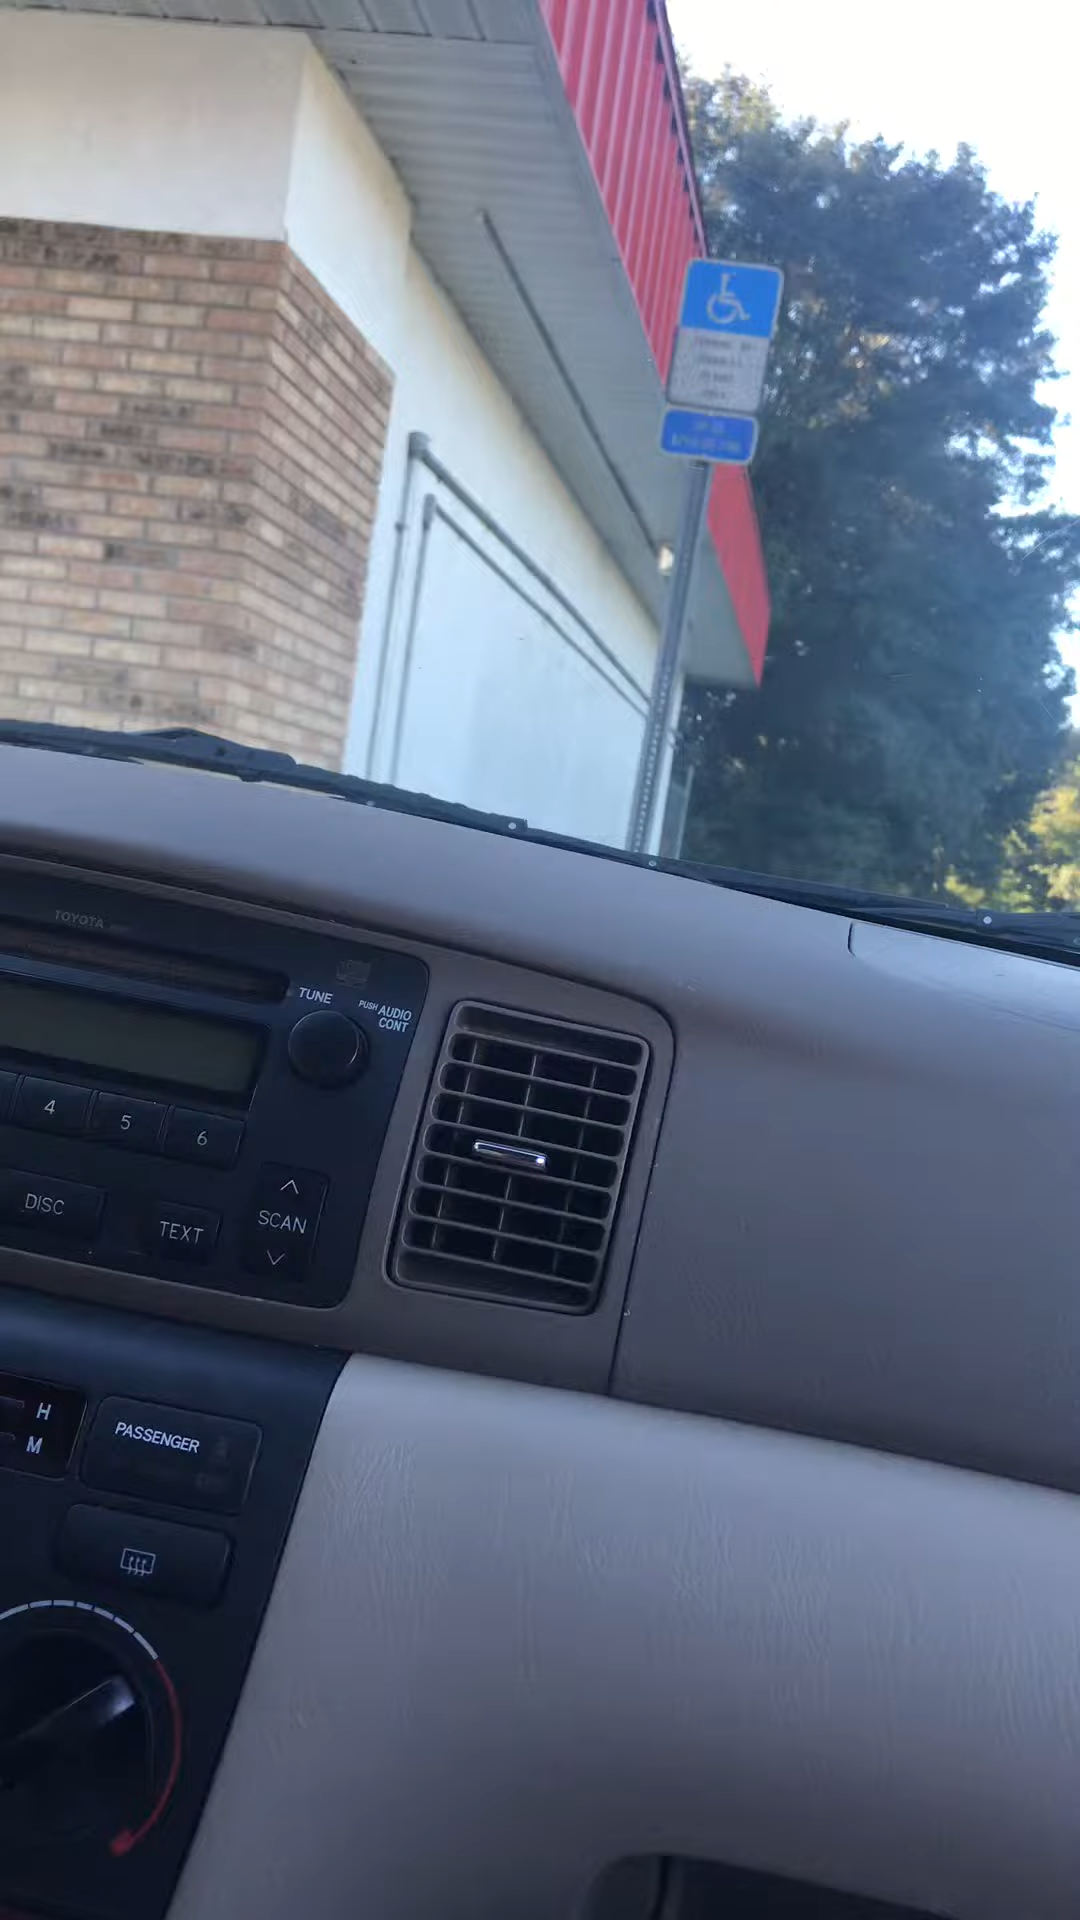 TOYOTA
TUNE
PUSH AUDIO
CONT
4
5
6
DISC
TEXT
SCAN
H
M
PASSENGER